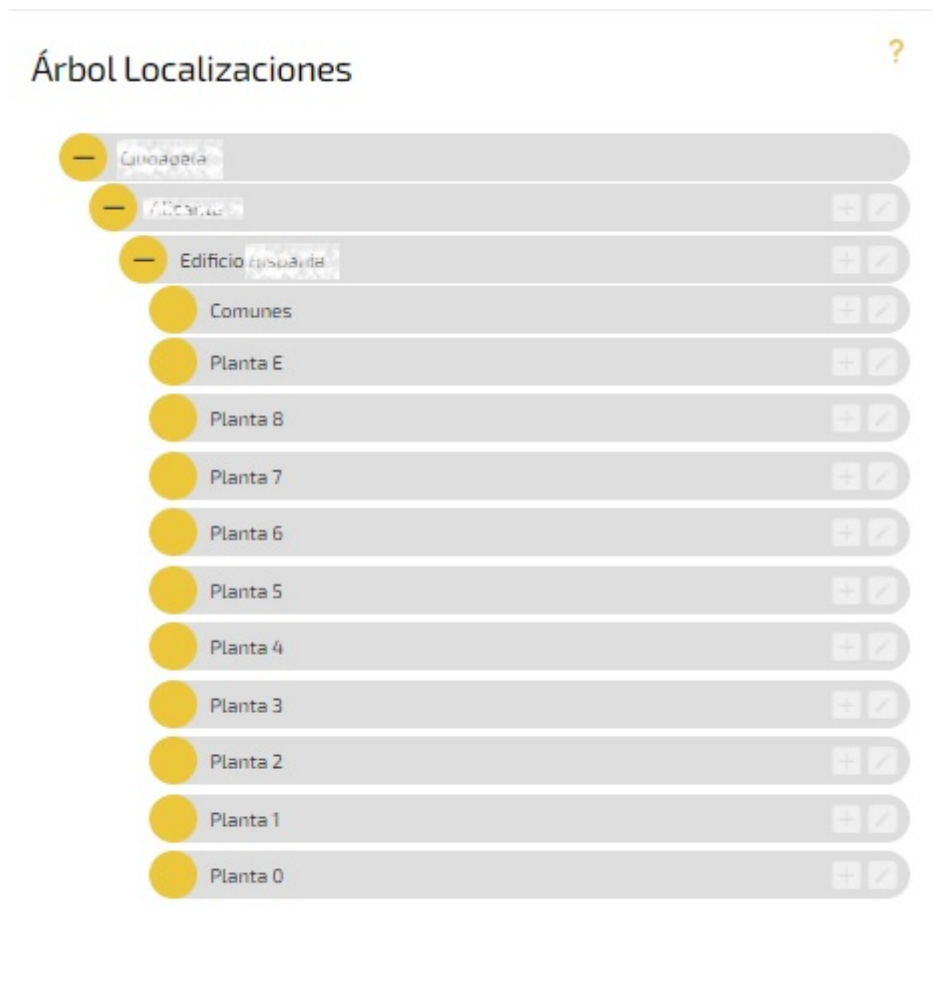 Árbol Localizaciones
?
Edificio
Comunes
Planta E
Planta 8
Planta 7
Planta 6
Planta 5
Planta 4
Planta 3
Planta 2
Planta 1
Planta 0